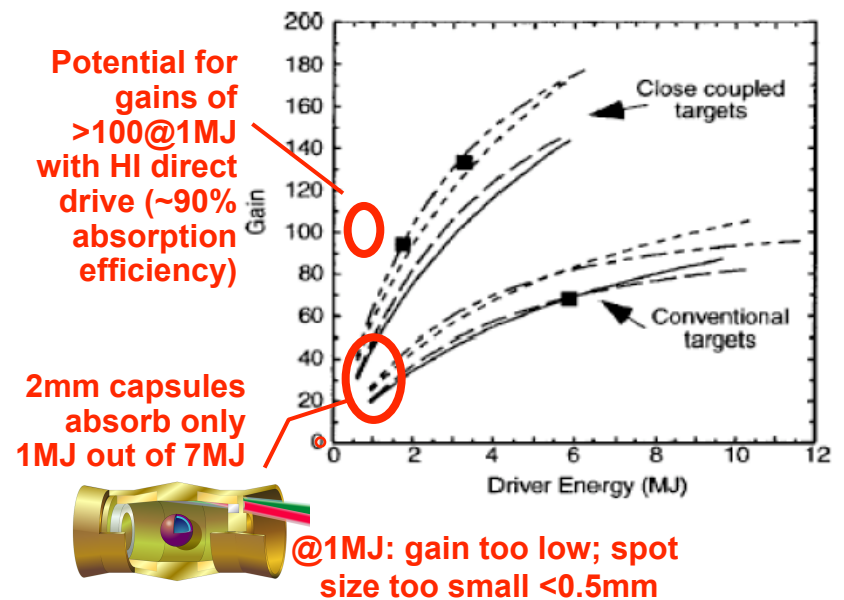 Potential for
gains of
>100@1MJ
with HI direct
drive (~90%
absorption
efficiency)
Gain
200
180
160
140
120
100
80
60
40
20
0
Close coupled
targets
Conventional
targets
0 2 4 6 8 10 12
Driver Energy (MJ)
2mm capsules
absorb only
1MJ out of 7MJ
@1MJ: gain too low; spot
size too small <0.5mm